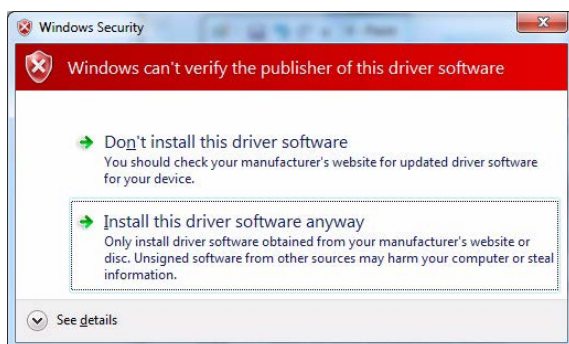 Windows Security
Windows can't verify the publisher of this driver software
Don't install this driver software
You should check your manufacturer's website for updated driver software
for your device.
Install this driver software anyway
Only install driver software obtained from your manufacturer's website or
disc. Unsigned software from other sources may harm your computer or steal
information.
See details